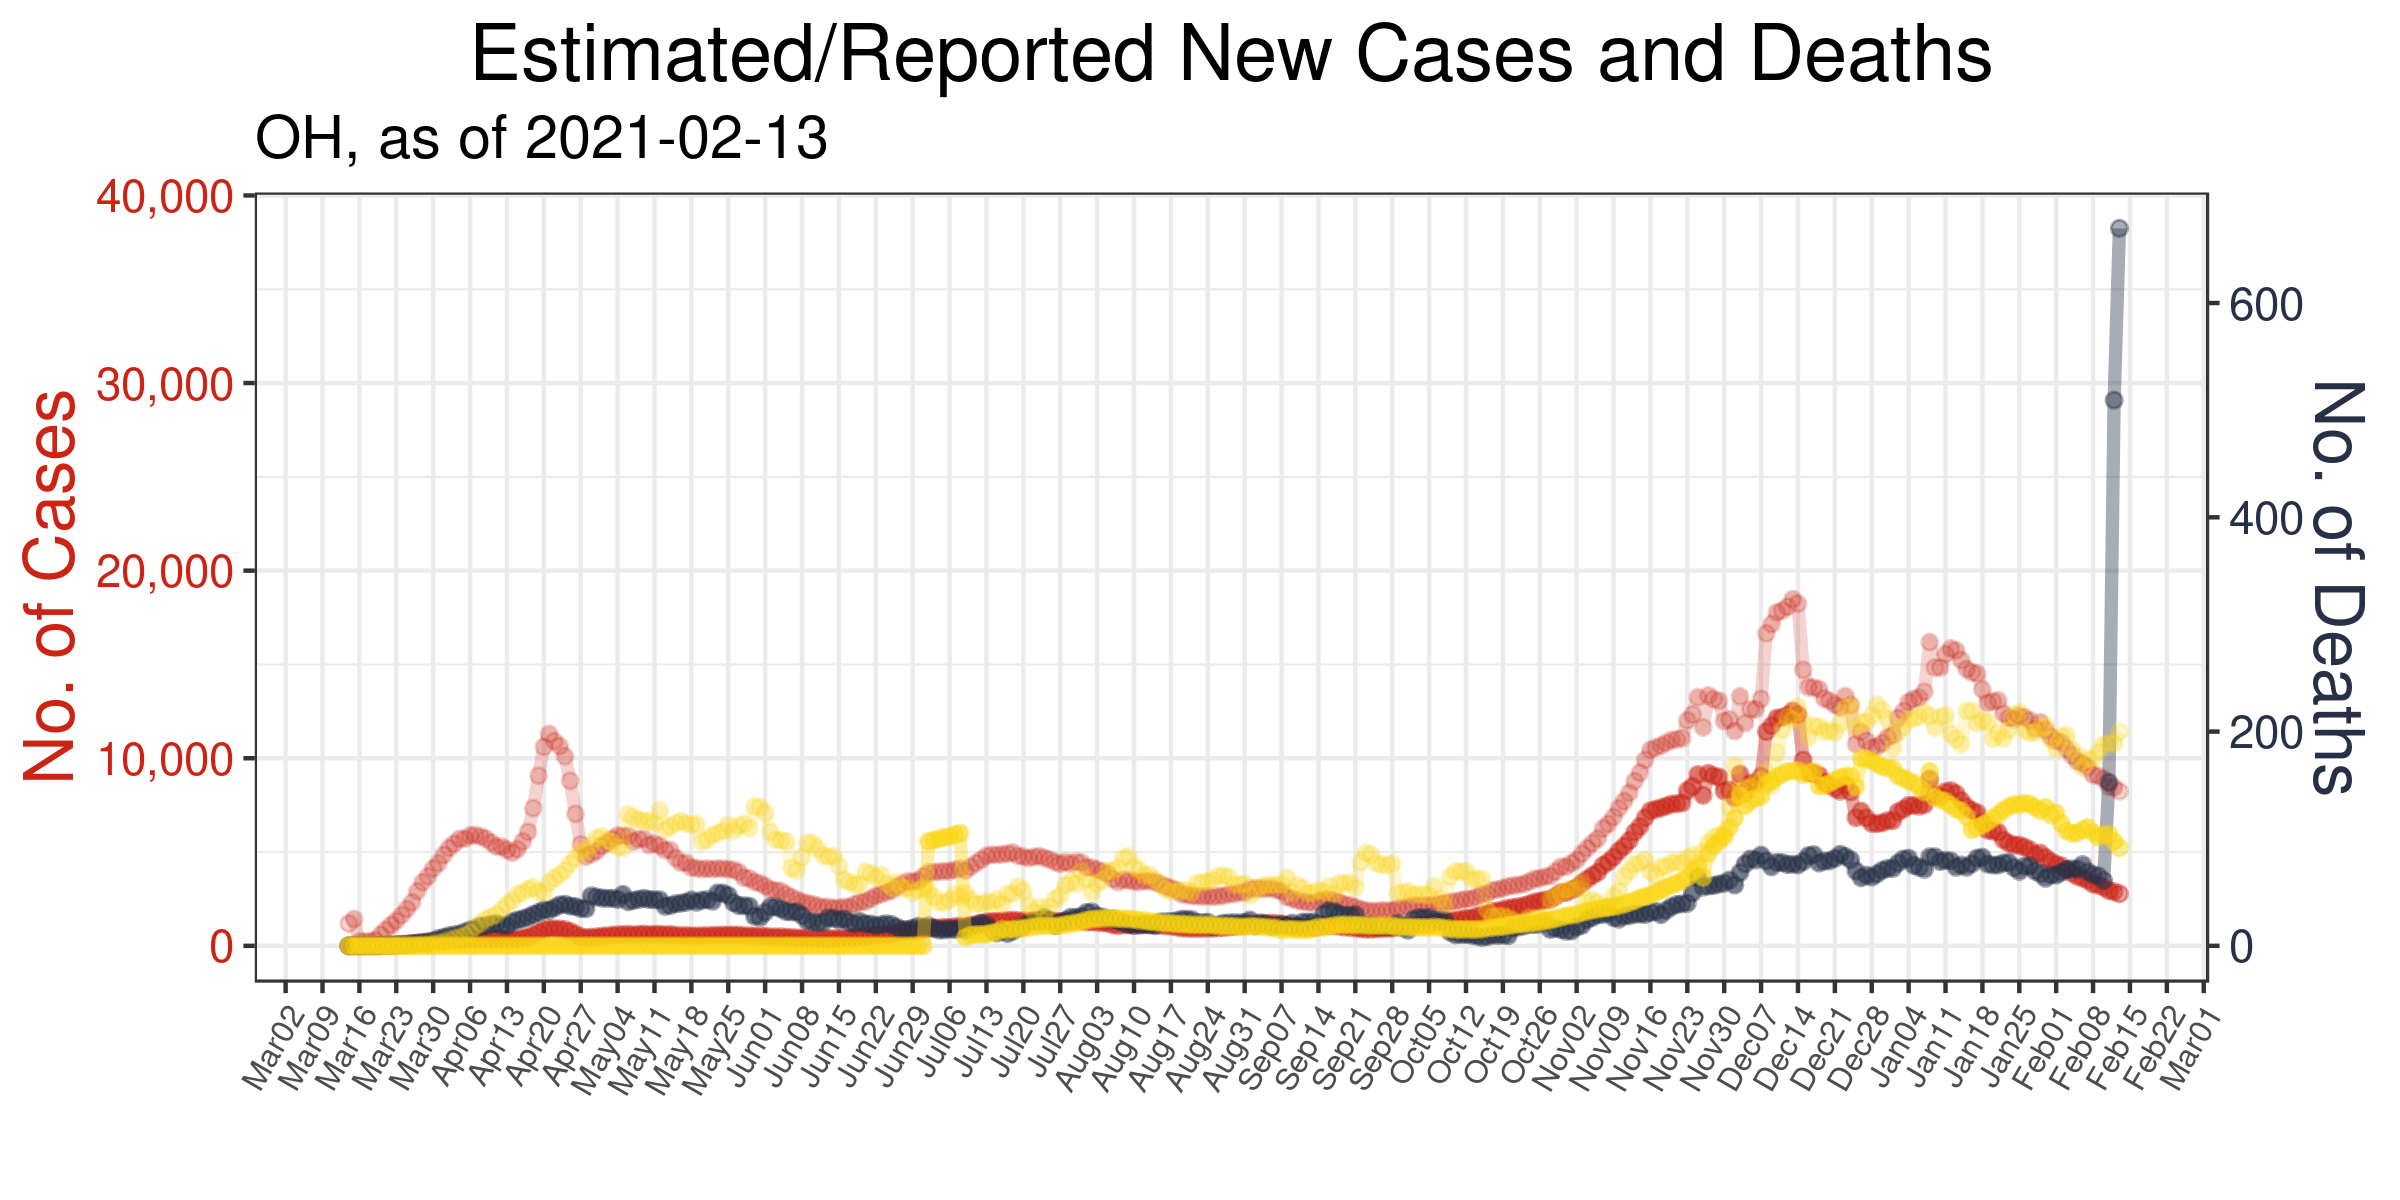 Estimated/Reported New Cases and Deaths
OH, as of 2021-02-13
No. of Cases
40,000
30,000
20,000
10,000
0
600
400
200
0
No. of Deaths
Mar02
Mar09
Mar16
Mar23
Mar30
Apr06
Apr13
Apr20
Apr27
May04
May11
May18
May25
Jun01
Jun08
Jun15
Jun22
Jun29
Jul06
Jul13
Jul20
Jul27
Aug03
Aug10
Aug17
Aug24
Aug31
Sep07
Sep14
Sep21
Sep28
Oct05
Oct12
Oct19
Oct26
Nov02
Nov09
Nov16
Nov23
Nov30
Dec07
Dec14
Dec21
Dec28
Jan04
Jan11
Jan18
Jan25
Feb01
Feb08
Feb15
Feb22
Mar01